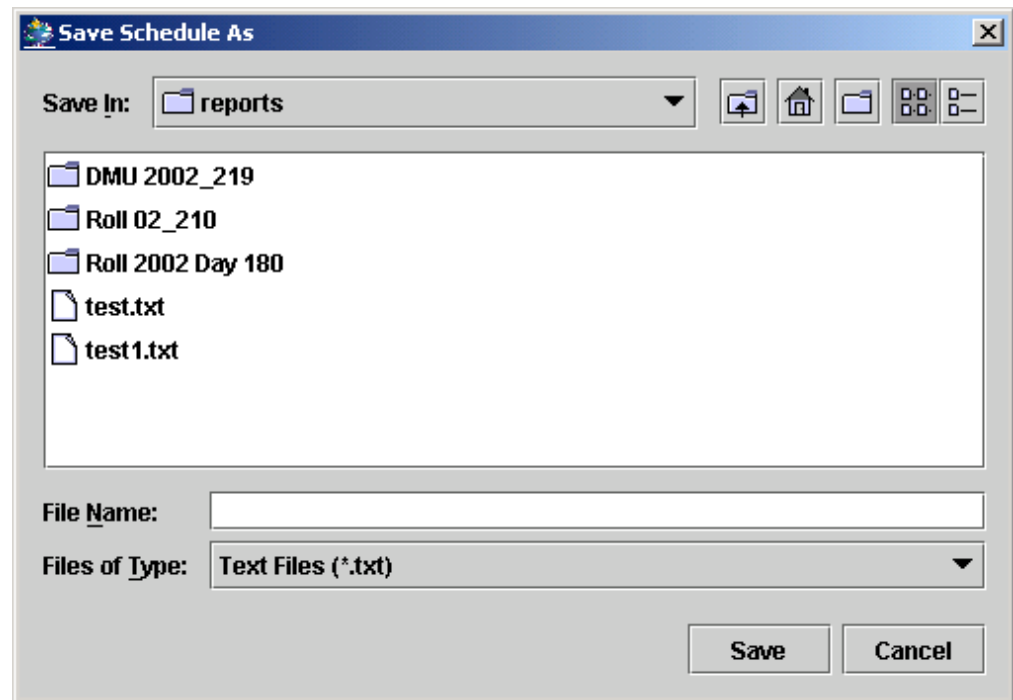 Save Schedule As
Save In: reports
DMU 2002_219
Roll 02_210
Roll 2002 Day 180
test.txt
test1.txt
File Name:
Files of Type: Text Files (*.txt)
Save Cancel